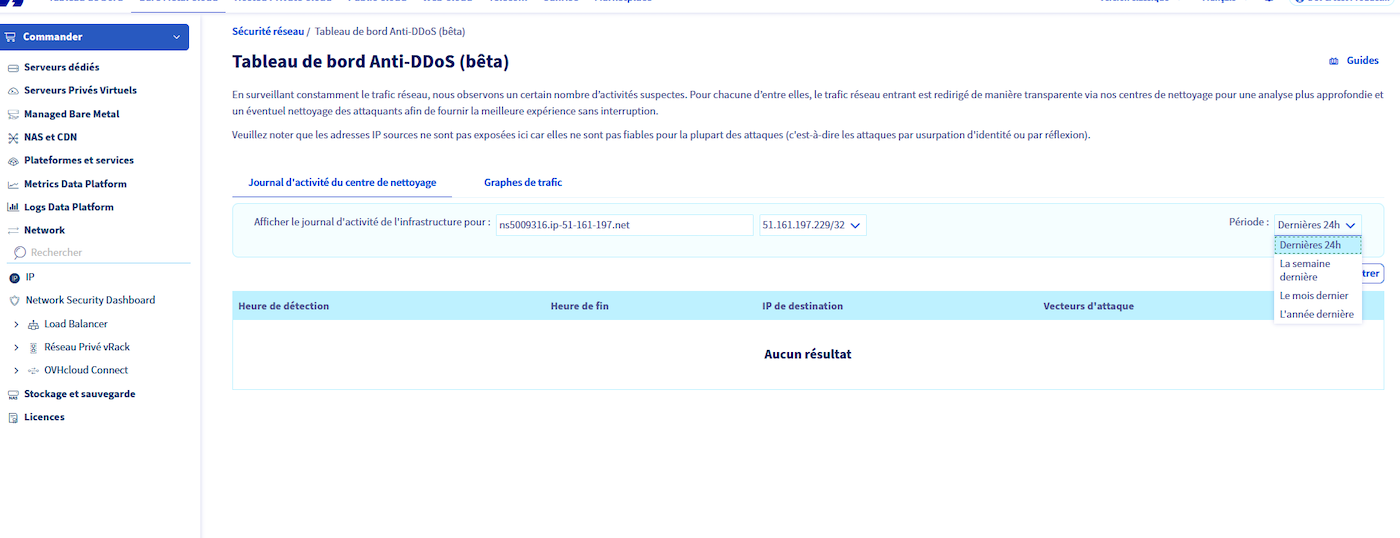 Commander
Serveurs dédiés
Serveurs Privés Virtuels
Managed Bare Metal
NAS et CDN
Plateformes et services
Metrics Data Platform
Logs Data Platform
Network
Rechercher
IP
Network Security Dashboard
Load Balancer
Réseau Privé vRack
OVHcloud Connect
Stockage et sauvegarde
Licences
Sécurité réseau / Tableau de bord Anti-DDoS (bêta)
Tableau de bord Anti-DDoS (bêta)
Guides
En surveillant constamment le trafic réseau, nous observons un certain nombre d'activités suspectes. Pour chacune d'entre elles, le trafic réseau entrant est redirigé de manière transparente via nos centres de nettoyage pour une analyse plus approfondie et
un éventuel nettoyage des attaquants afin de fournir la meilleure expérience sans interruption.
Veuillez noter que les adresses IP sources ne sont pas exposées ici car elles ne sont pas fiables pour la plupart des attaques (c'est-à-dire les attaques par usurpation d'identité ou par réflexion).
Journal d'activité du centre de nettoyage Graphes de trafic
Afficher le journal d'activité de l'infrastructure pour : ns5009316.ip-51-161-197.net 51.161.197.229/32 Période : Dernières 24h
Dernières 24h
La semaine
dernière
Le mois dernier
L'année dernière
trer
Heure de détection Heure de fin IP de destination Vecteurs d'attaque
Aucun résultat